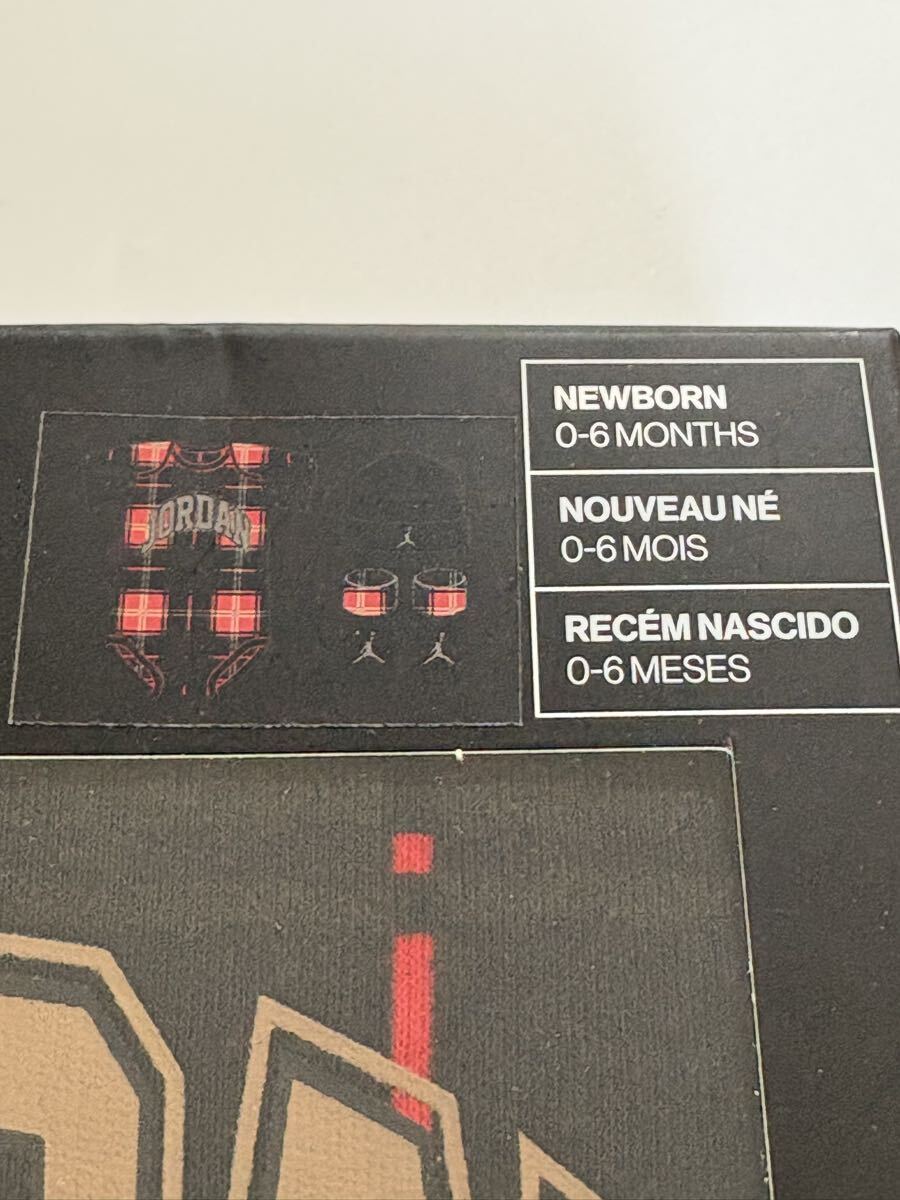 JORDAN
NEWBORN
0-6 MONTHS
NOUVEAU NÉ
0-6 MOIS
RECÉM NASCIDO
0-6 MESES